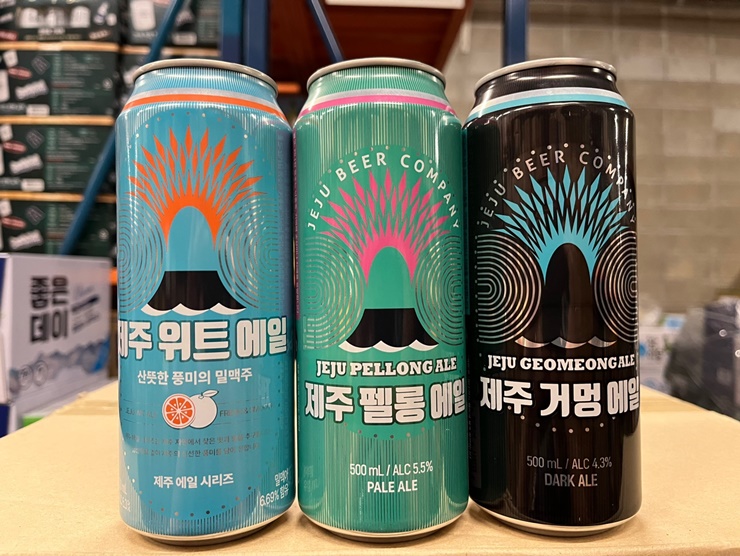 좋은
데이
제주 위트 에일
산뜻한 풍미의 밀맥주
제주 에일 시리즈
밀맥아
6.69% 함유
JEJU BEER COMPANY
JEJU PELLONG ALE
제주 펠롱 에일
500 mL / ALC 5.5%
PALE ALE
JEJU BEER COMPANY
JEJU GEOMEONG ALE
제주 거멍 에일
500 mL / ALC 4.3%
DARK ALE